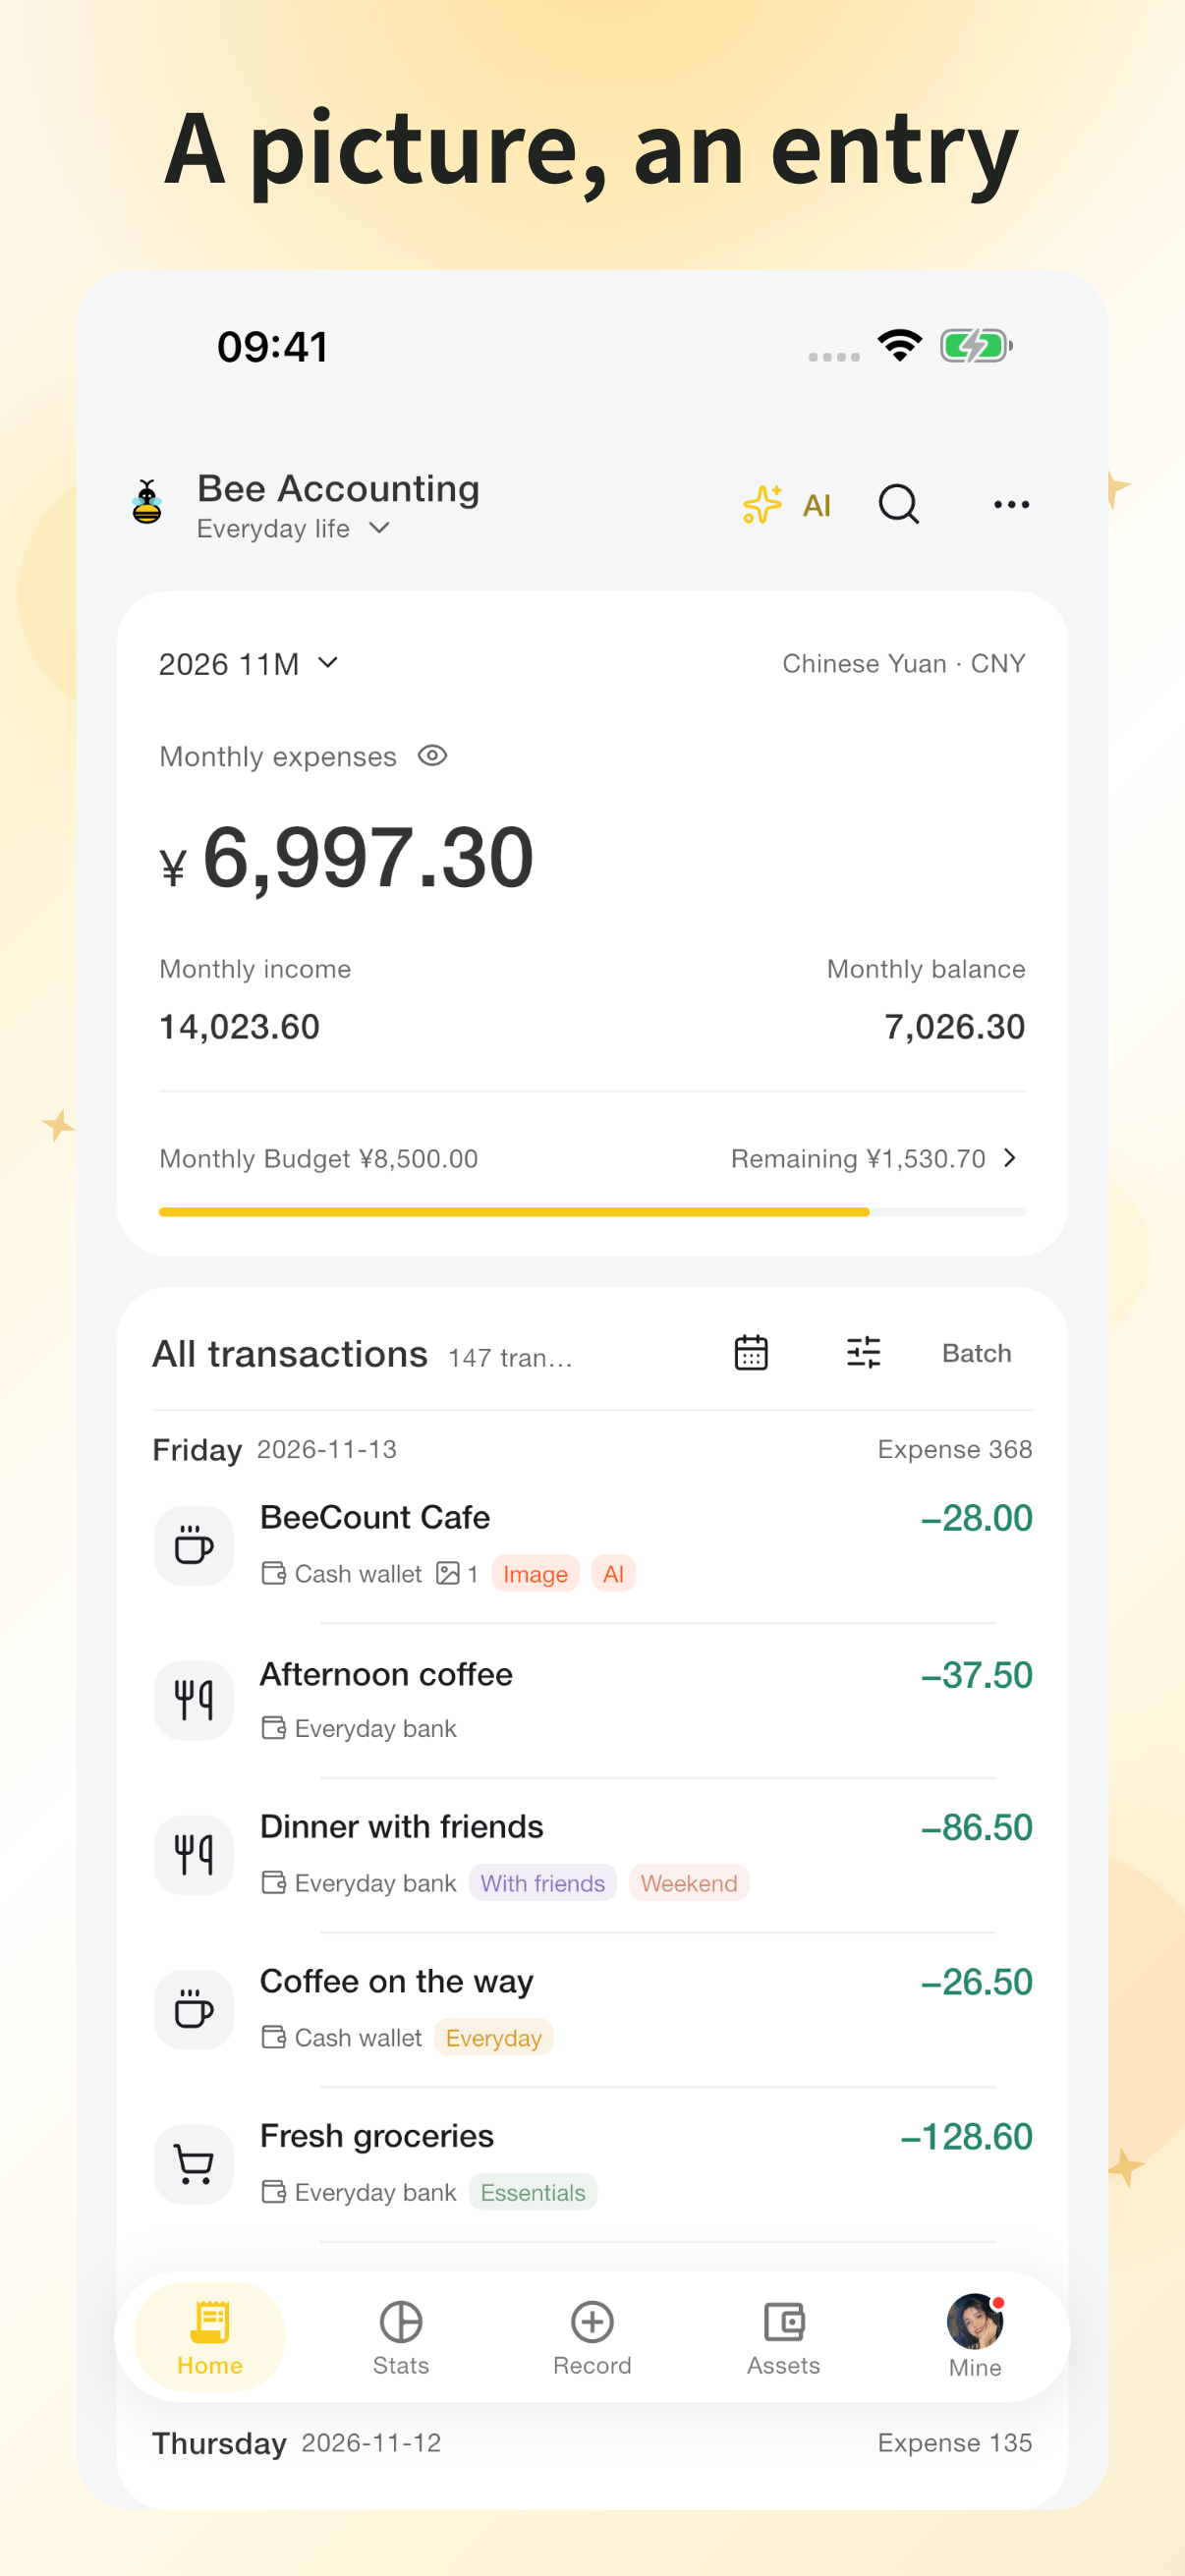 A picture, an entry
09:41
Bee Accounting
Everyday life
AI
2026 11M
Chinese Yuan · CNY
Monthly expenses
¥ 6,997.30
Monthly income
Monthly balance
14,023.60
7,026.30
Monthly Budget ¥8,500.00
Remaining ¥1,530.70
All transactions 147 tran...
Batch
Friday 2026-11-13
Expense 368
BeeCount Cafe
−28.00
Cash wallet 1 Image AI
Afternoon coffee
−37.50
Everyday bank
Dinner with friends
−86.50
Everyday bank With friends Weekend
Coffee on the way
−26.50
Cash wallet Everyday
Fresh groceries
−128.60
Everyday bank Essentials
Home
Stats
Record
Assets
Mine
Thursday 2026-11-12
Expense 135